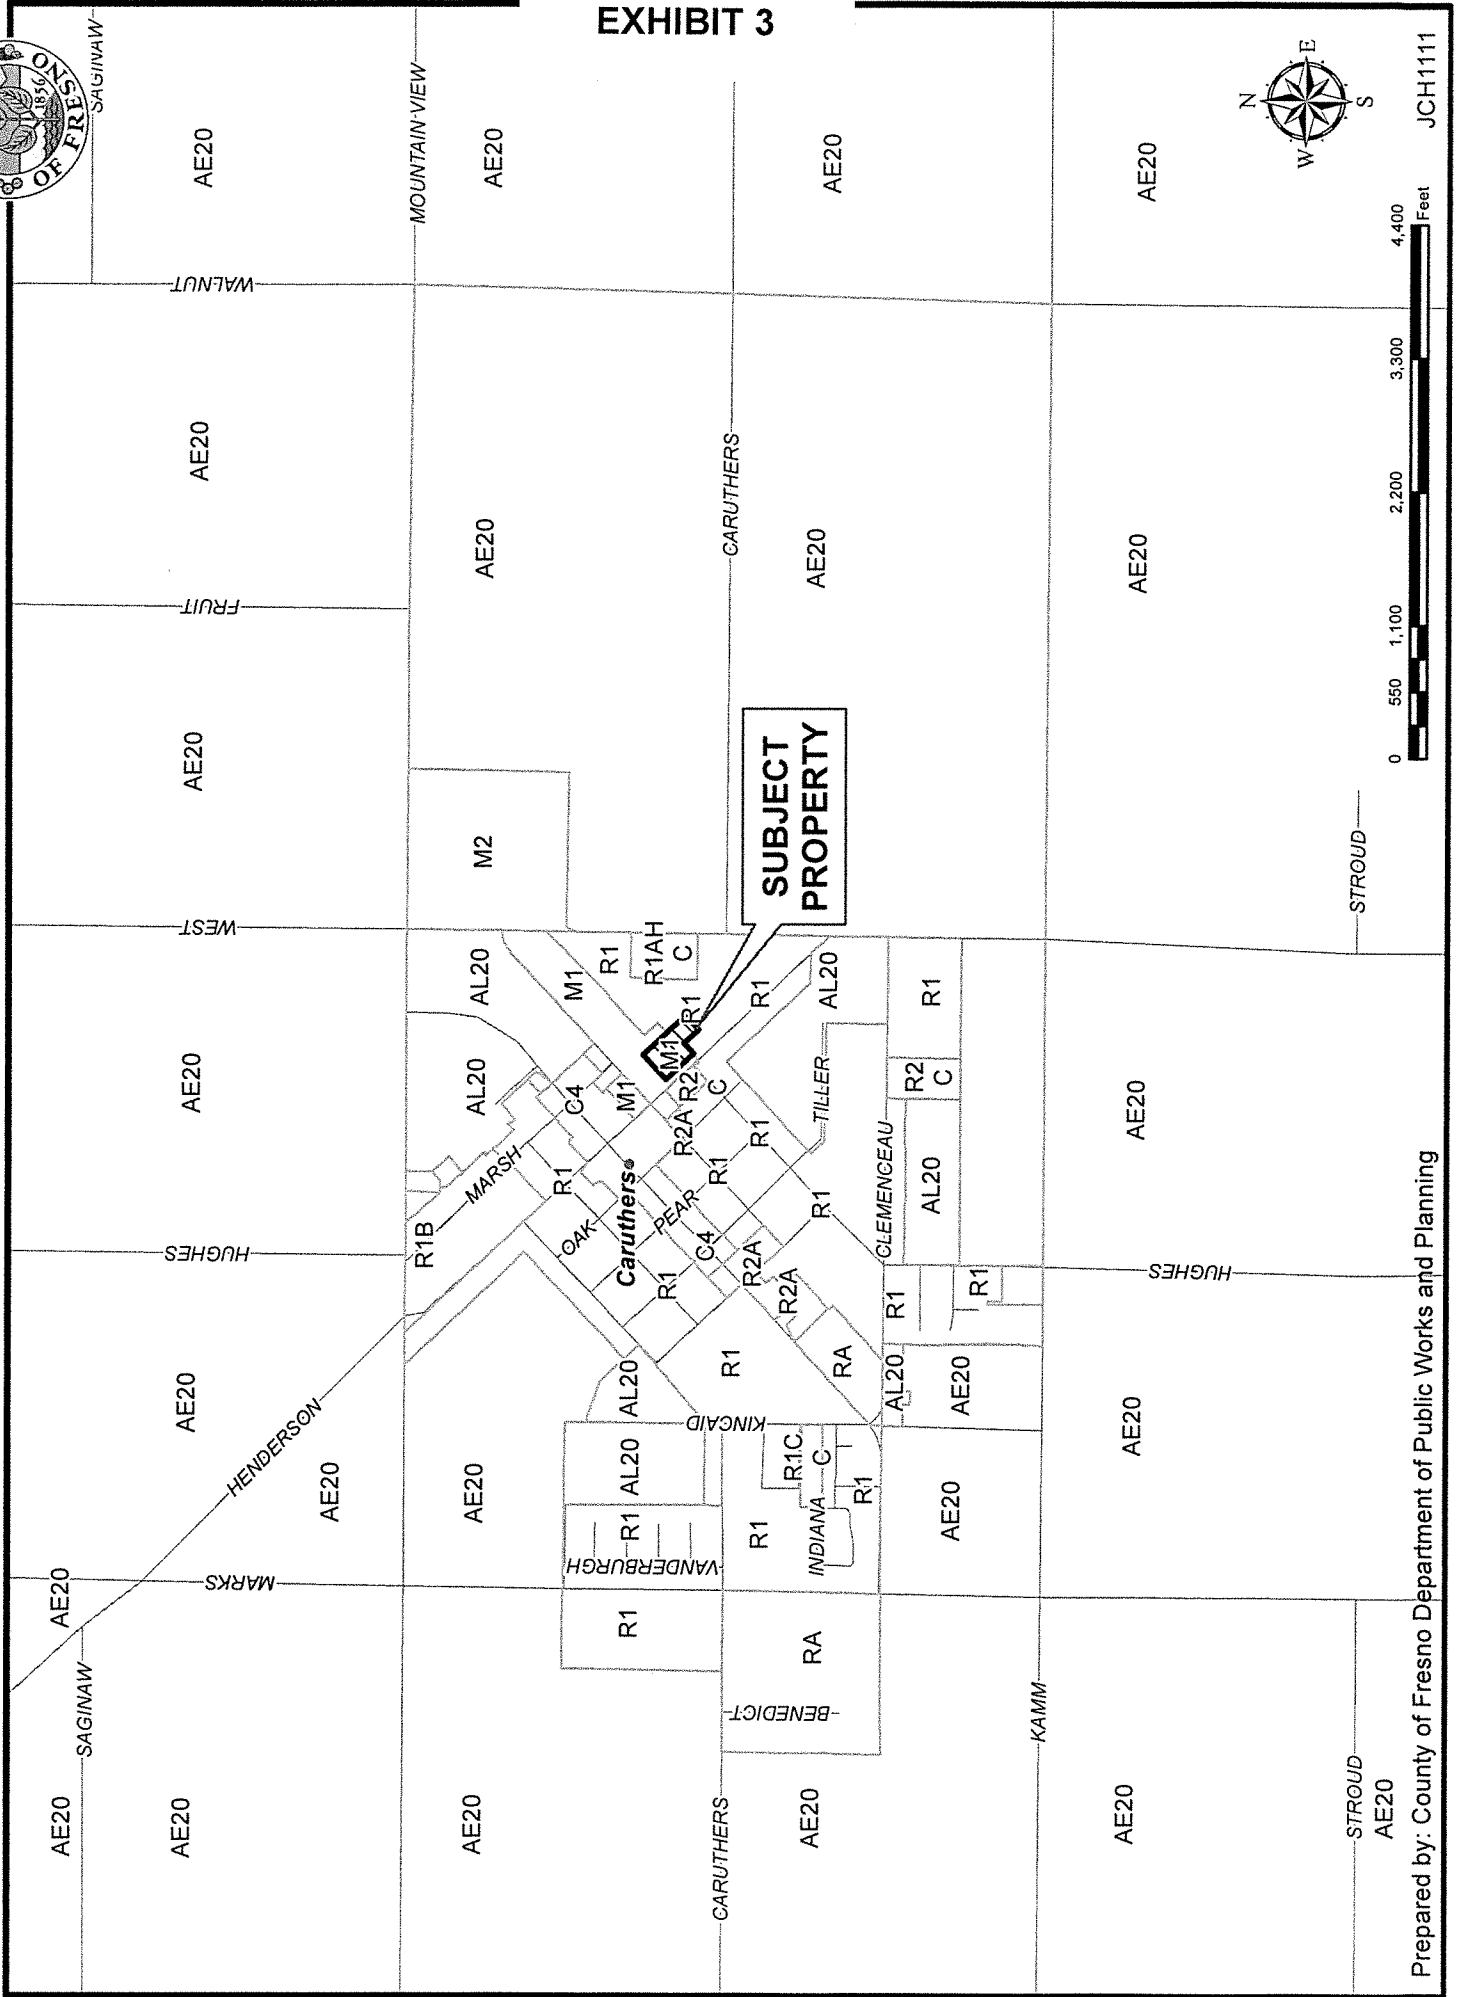 EXHIBIT 3
OF FRESNO
1856
SAGINAW
AE20
AE20
AE20
AE20
AE20
AE20
AE20
AE20
AE20
SAGINAW
HENDERSON
MARKS
HUGHES
WEST
FRUIT
WALNUT
MOUNTAIN VIEW
AE20
AE20
AE20
R1B
MARSH
AL20
AL20
M2
AE20
AE20
R1
R1
VANDERBURGH
AL20
AL20
OAK
R1
C4
M1
M1
R1
R1AH
C
Caruthers
PEAR
R1
R1
R2A
R2
M1
R1
SUBJECT
PROPERTY
CARUTHERS
CARUTHERS
BENEDICT
KINCAID
R1
R1
C4
R2A
R1
C
R1
AE20
RA
INDIANA
R1C
C
R1
RA
R2A
R1
TILLER
AL20
AE20
AE20
AE20
AL20
AE20
R1
R1
CLEMENCEAU
AL20
R2
C
R1
KAMM
HUGHES
AE20
AE20
AE20
AE20
AE20
STROUD
AE20
STROUD
N
E
S
W
0 550 1,100 2,200 3,300 4,400
Feet
Prepared by: County of Fresno Department of Public Works and Planning
JCH1111